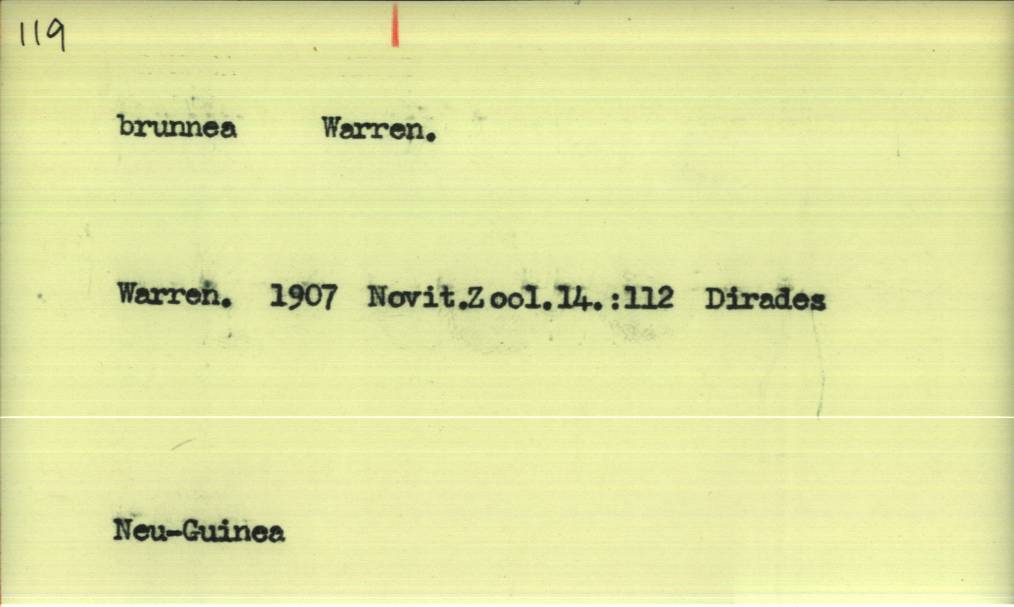 119
brunnea Warren.
Warren. 1907 Novit.Zool.14.:112 Dirades
Neu-Guinea